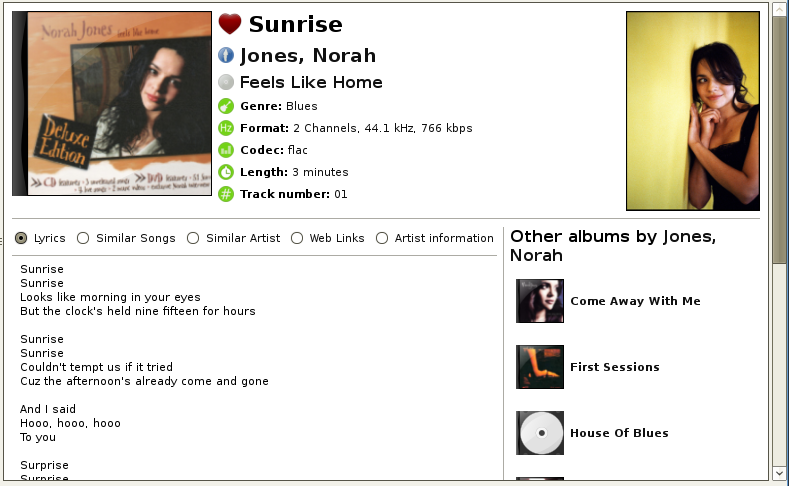 Norah Jones feels like home
Deluxe
Edition
Sunrise
Jones, Norah
Feels Like Home
Genre: Blues
Hz Format: 2 Channels, 44.1 kHz, 766 kbps
Codec: flac
Length: 3 minutes
# Track number: 01
Lyrics Similar Songs Similar Artist Web Links Artist information
Sunrise
Sunrise
Looks like morning in your eyes
But the clock's held nine fifteen for hours
Sunrise
Sunrise
Couldn't tempt us if it tried
Cuz the afternoon's already come and gone
And I said
Hooo, hooo, hooo
To you
Surprise
Surprise
Other albums by Jones,
Norah
Come Away With Me
First Sessions
House Of Blues